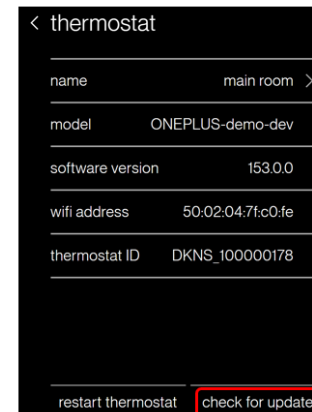 < thermostat
name main room >
model ONEPLUS-demo-dev
software version 153.0.0
wifi address 50:02:04:7f:c0:fe
thermostat ID DKNS_100000178
restart thermostat check for update